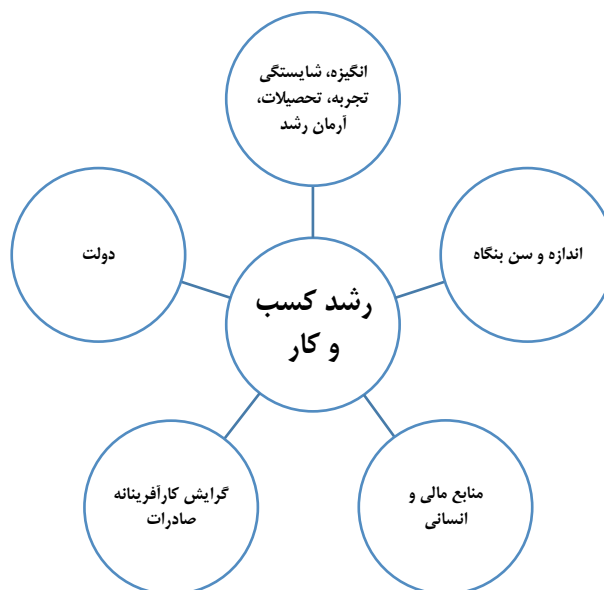 انگیزه، شایستگی
تجربه، تحصیلات،
آرمان رشد
اندازه و سن بنگاه
دولت
رشد کسب
و کار
گرایش کارآفرینانه
صادرات
منابع مالی و
انسانی